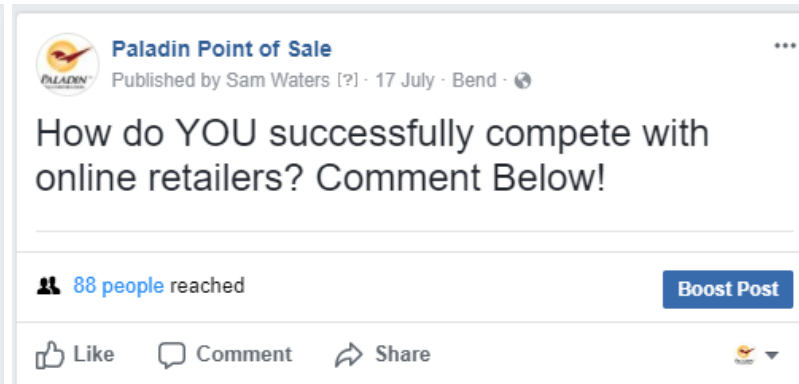 Paladin Point of Sale
PALADIN
Published by Sam Waters [?] · 17 July · Bend ·
How do YOU successfully compete with
online retailers? Comment Below!
88 people reached
Boost Post
Like Comment Share